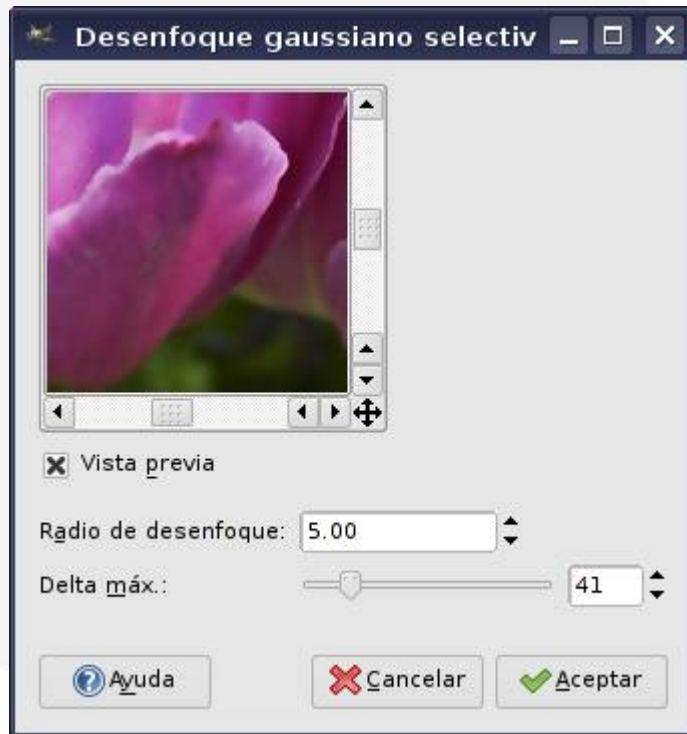 Desenfoque gaussiano selectiv
Vista previa
Radio de desenfoque: 5.00
Delta máx.: 41
Ayuda Cancelar Aceptar